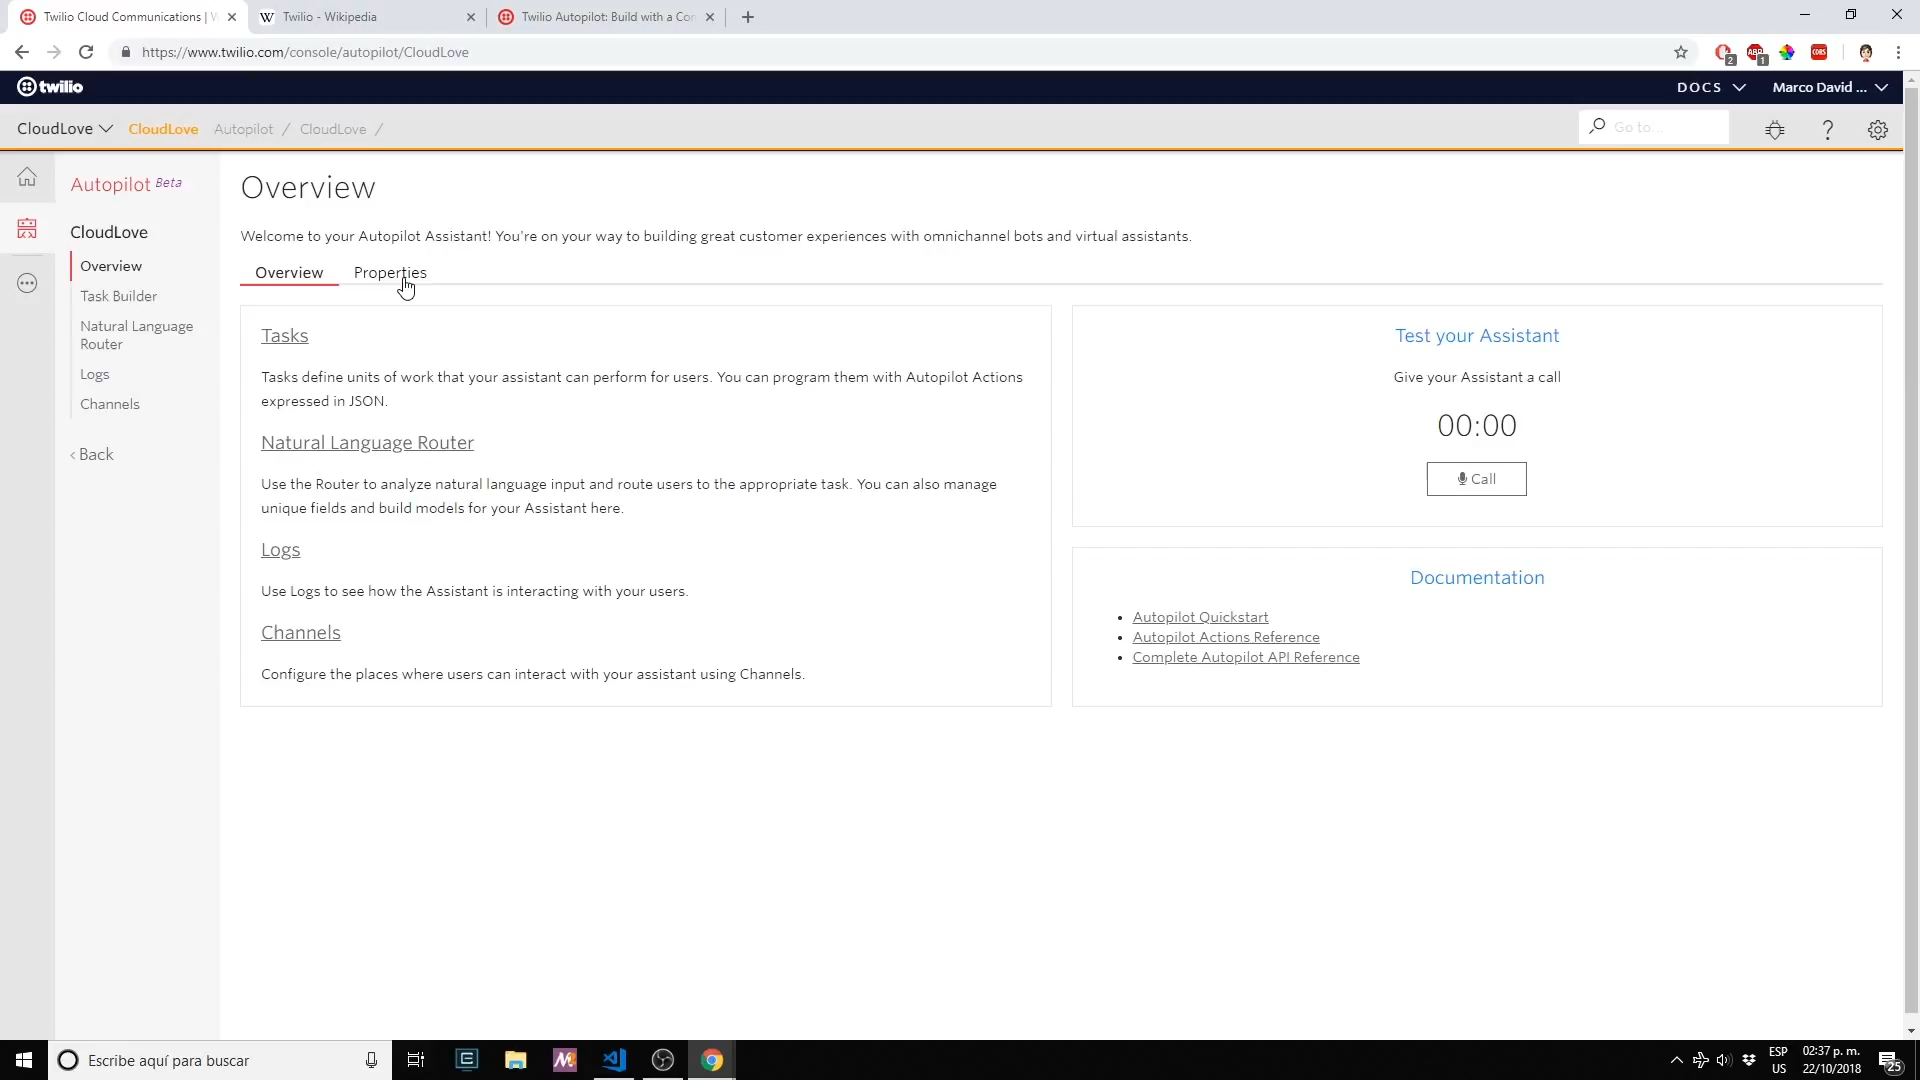 Twilio Cloud Communications | W
Twilio - Wikipedia
Twilio Autopilot: Build with a Con
https://www.twilio.com/console/autopilot/CloudLove
2
ABP
1
CORS
twilio
DOCS
Marco David ...
CloudLove
CloudLove
Autopilot /
CloudLove /
Go to...
?
Autopilot Beta
CloudLove
Overview
Task Builder
Natural Language
Router
Logs
Channels
‹ Back
Overview
Welcome to your Autopilot Assistant! You're on your way to building great customer experiences with omnichannel bots and virtual assistants.
Overview
Properties
Tasks
Tasks define units of work that your assistant can perform for users. You can program them with Autopilot Actions
expressed in JSON.
Natural Language Router
Use the Router to analyze natural language input and route users to the appropriate task. You can also manage
unique fields and build models for your Assistant here.
Logs
Use Logs to see how the Assistant is interacting with your users.
Channels
Configure the places where users can interact with your assistant using Channels.
Test your Assistant
Give your Assistant a call
00:00
Call
Documentation
• Autopilot Quickstart
• Autopilot Actions Reference
• Complete Autopilot API Reference
Escribe aquí para buscar
ESP
US
02:37 p. m.
22/10/2018
25